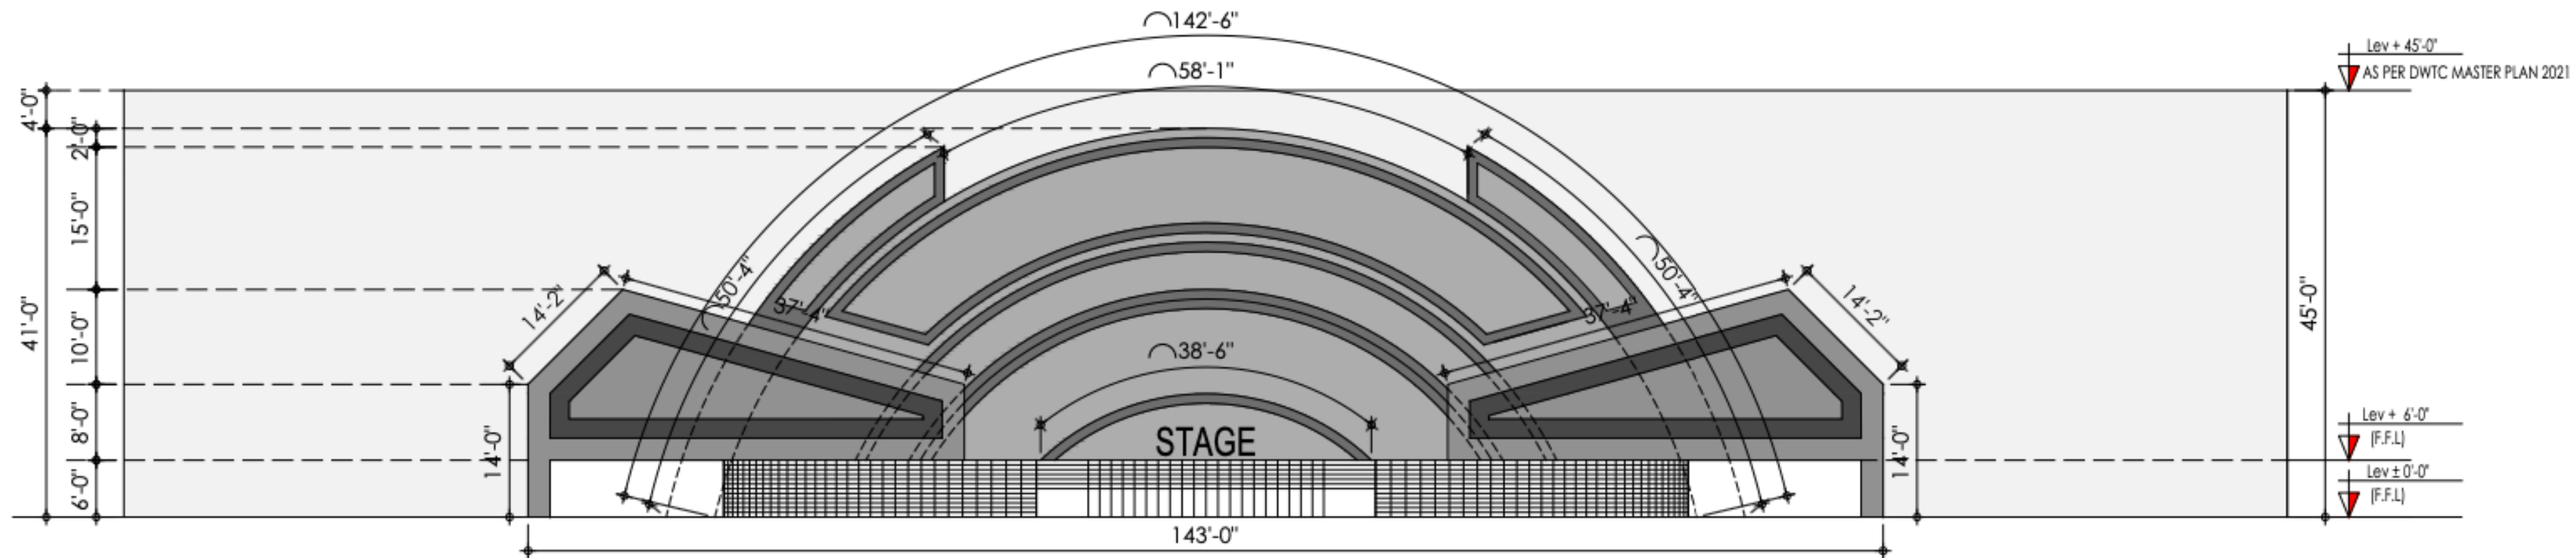 ⌒142'-6"
⌒58'-1"
Lev + 45'-0"
AS PER DWTC MASTER PLAN 2021
4'-0"
2'-0"
15'-0"
41'-0"
10'-0"
8'-0"
6'-0"
14'-2"
37'-4"
⌒50'-4"
⌒50'-4"
37'-4"
14'-2"
⌒38'-6"
STAGE
14'-0"
14'-0"
45'-0"
Lev + 6'-0"
(F.F.L)
Lev ± 0'-0"
(F.F.L)
143'-0"